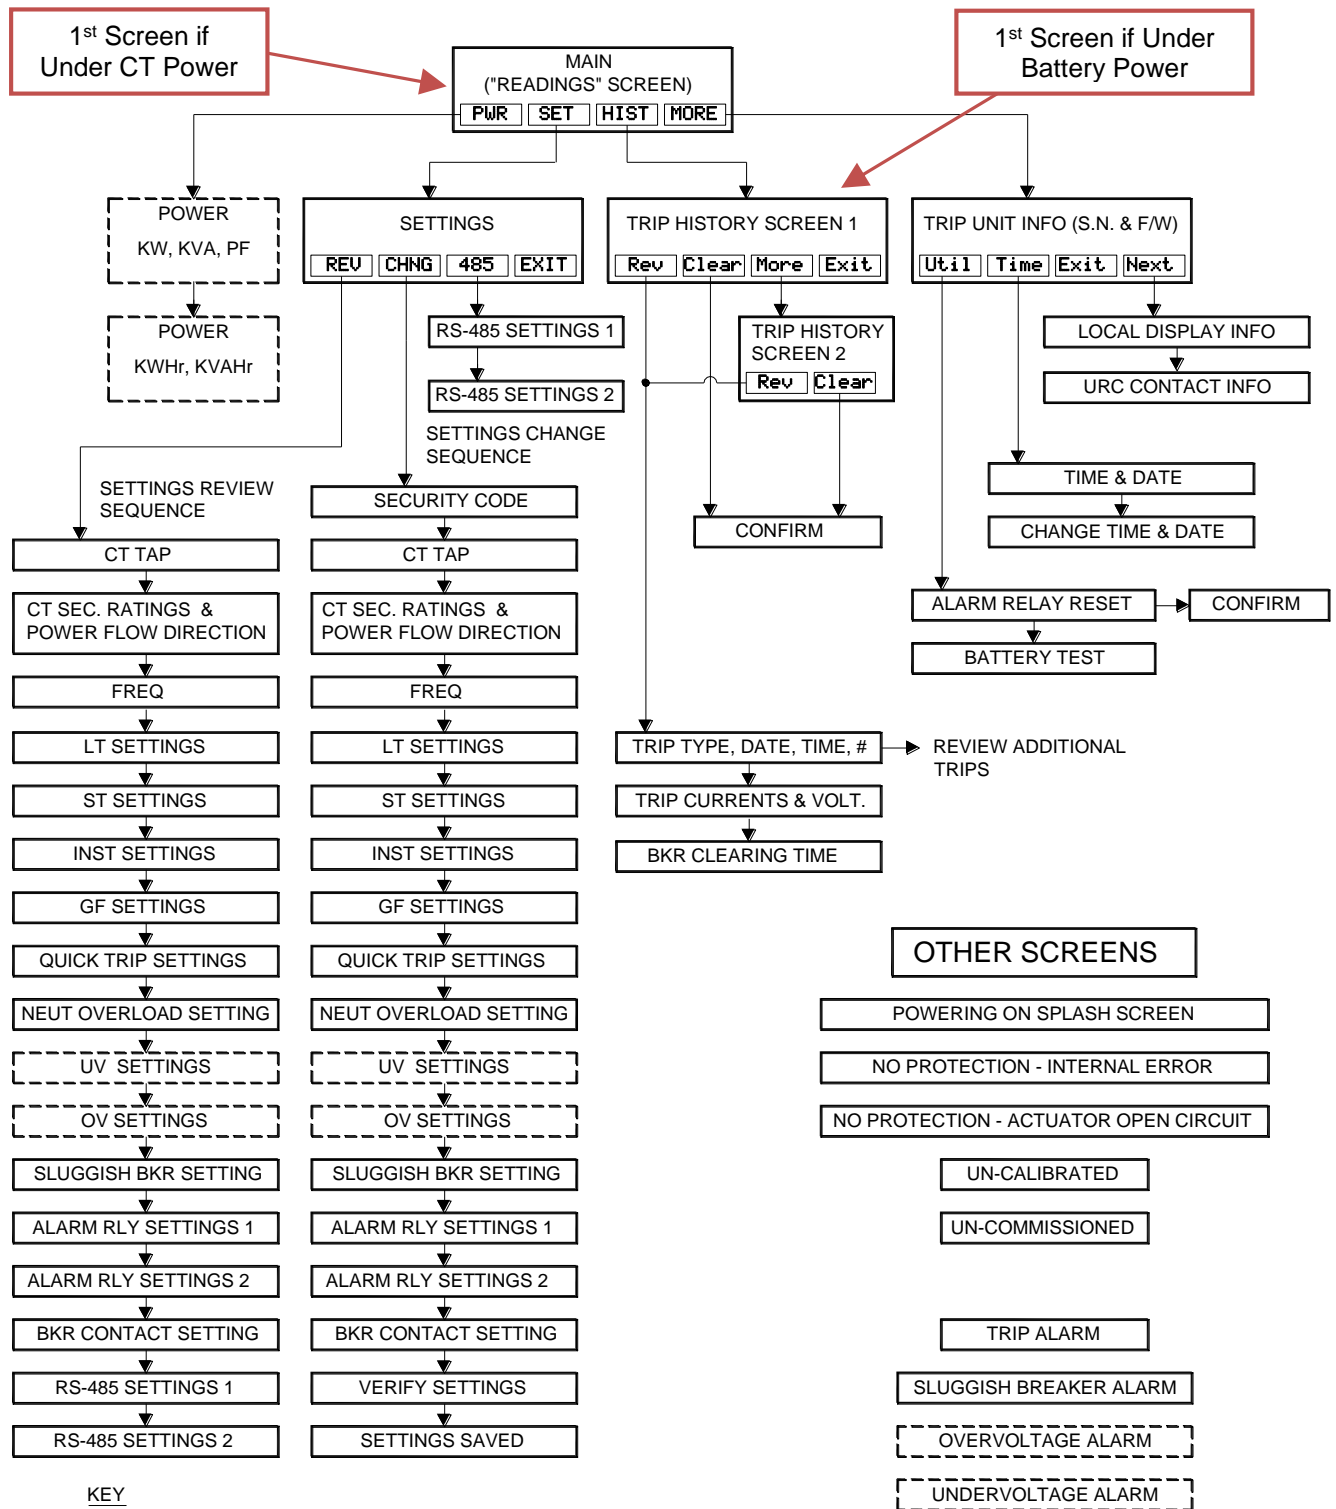 1st Screen if
Under CT Power
1st Screen if Under
Battery Power
MAIN
("READINGS" SCREEN)
PWR SET HIST MORE
POWER
KW, KVA, PF
SETTINGS
REV CHNG 485 EXIT
TRIP HISTORY SCREEN 1
Rev Clear More Exit
TRIP UNIT INFO (S.N. & F/W)
Util Time Exit Next
POWER
KWHr, KVAHr
RS-485 SETTINGS 1
RS-485 SETTINGS 2
TRIP HISTORY
SCREEN 2
Rev Clear
LOCAL DISPLAY INFO
URC CONTACT INFO
SETTINGS CHANGE
SEQUENCE
SETTINGS REVIEW
SEQUENCE
TIME & DATE
CHANGE TIME & DATE
CONFIRM
ALARM RELAY RESET
CONFIRM
BATTERY TEST
CT TAP
CT SEC. RATINGS &
POWER FLOW DIRECTION
FREQ
LT SETTINGS
ST SETTINGS
INST SETTINGS
GF SETTINGS
QUICK TRIP SETTINGS
NEUT OVERLOAD SETTING
UV SETTINGS
OV SETTINGS
SLUGGISH BKR SETTING
ALARM RLY SETTINGS 1
ALARM RLY SETTINGS 2
BKR CONTACT SETTING
RS-485 SETTINGS 1
RS-485 SETTINGS 2
SECURITY CODE
CT TAP
CT SEC. RATINGS &
POWER FLOW DIRECTION
FREQ
LT SETTINGS
ST SETTINGS
INST SETTINGS
GF SETTINGS
QUICK TRIP SETTINGS
NEUT OVERLOAD SETTING
UV SETTINGS
OV SETTINGS
SLUGGISH BKR SETTING
ALARM RLY SETTINGS 1
ALARM RLY SETTINGS 2
BKR CONTACT SETTING
VERIFY SETTINGS
SETTINGS SAVED
TRIP TYPE, DATE, TIME, #
REVIEW ADDITIONAL
TRIPS
TRIP CURRENTS & VOLT.
BKR CLEARING TIME
OTHER SCREENS
POWERING ON SPLASH SCREEN
NO PROTECTION - INTERNAL ERROR
NO PROTECTION - ACTUATOR OPEN CIRCUIT
UN-CALIBRATED
UN-COMMISSIONED
TRIP ALARM
SLUGGISH BREAKER ALARM
OVERVOLTAGE ALARM
UNDERVOLTAGE ALARM
KEY